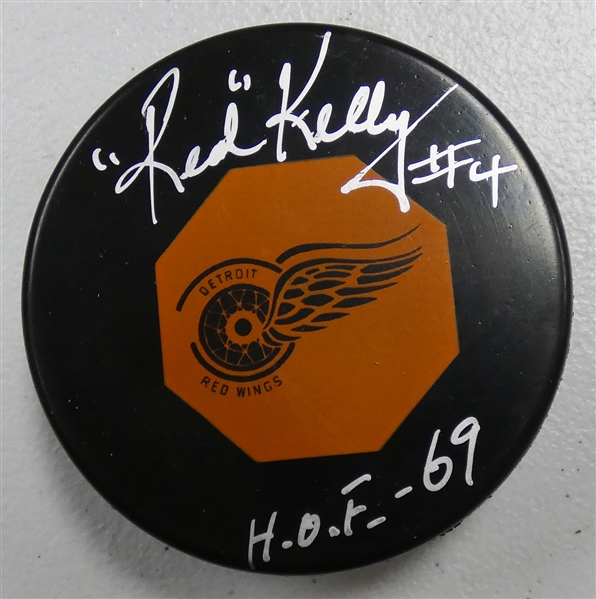 "Red" Kelly #4
DETROIT
RED WINGS
H.O.F.-69